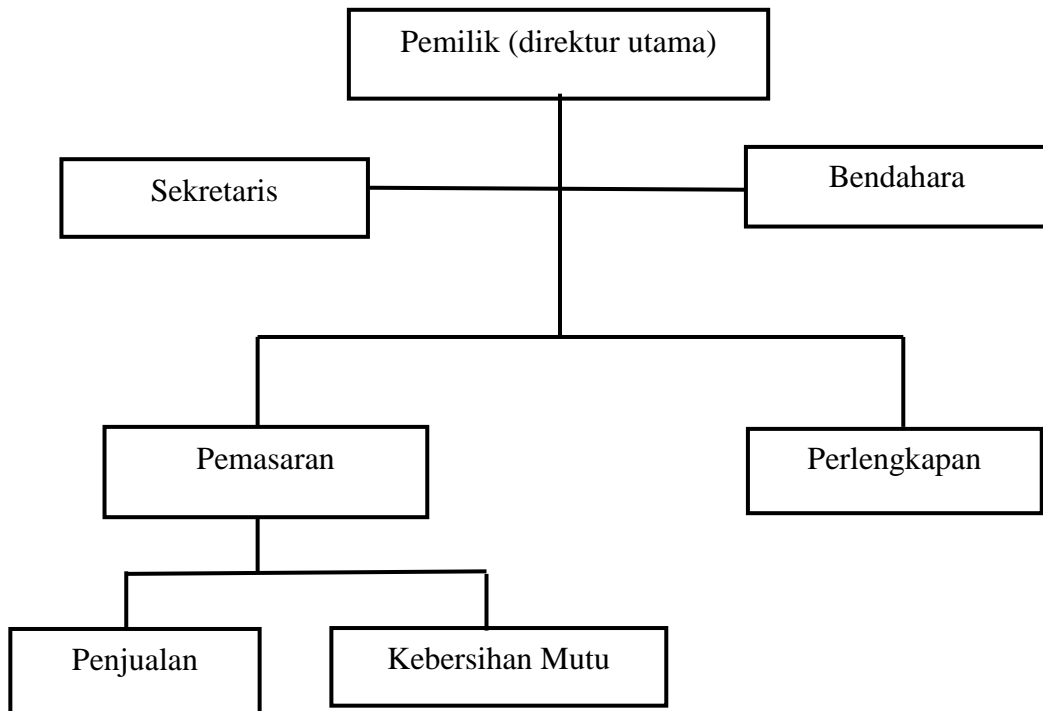 Pemilik (direktur utama)
Sekretaris
Bendahara
Pemasaran
Perlengkapan
Penjualan
Kebersihan Mutu